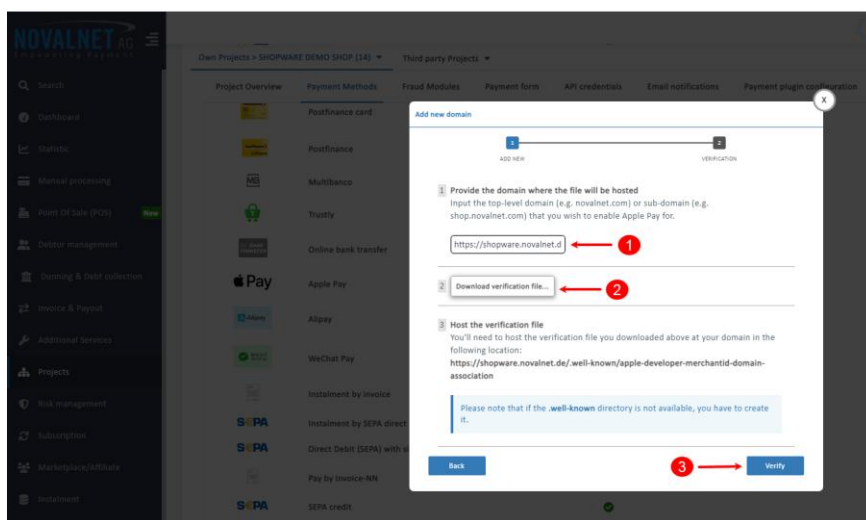 NOVALNET AG
Empowering Payment
Own Projects > SHOPWARE DEMO SHOP (14)
Third party Projects
Search
Project Overview
Payment Methods
Fraud Modules
Payment form
API credentials
Email notifications
Payment plugin configuration
X
Dashboard
Statistic
Manual processing
Point Of Sale (POS)
New
Debtor management
Dunning & Debt collection
Invoice & Payout
Additional Services
Projects
Risk management
Subscription
Marketplace/Affiliate
Instalment
Postfinance card
Postfinance
MB
Multibanco
Trustly
Online bank transfer
Pay
Apple Pay
Alipay
Alipay
WeChat Pay
Instalment by invoice
SEPA
Instalment by SEPA direct
SEPA
Direct Debit (SEPA) with
Pay by Invoice-NN
SEPA
SEPA credit
Add new domain
1
2
ADD NEW
VERIFICATION
1 Provide the domain where the file will be hosted
Input the top-level domain (e.g. novalnet.com) or sub-domain (e.g.
shop.novalnet.com) that you wish to enable Apple Pay for.
https://shopware.novalnet.d
1
2 Download verification file...
2
3 Host the verification file
You'll need to host the verification file you downloaded above at your domain in the
following location:
https://shopware.novalnet.de/.well-known/apple-developer-merchantid-domain-
association
Please note that if the .well-known directory is not available, you have to create
it.
Back
3
Verify